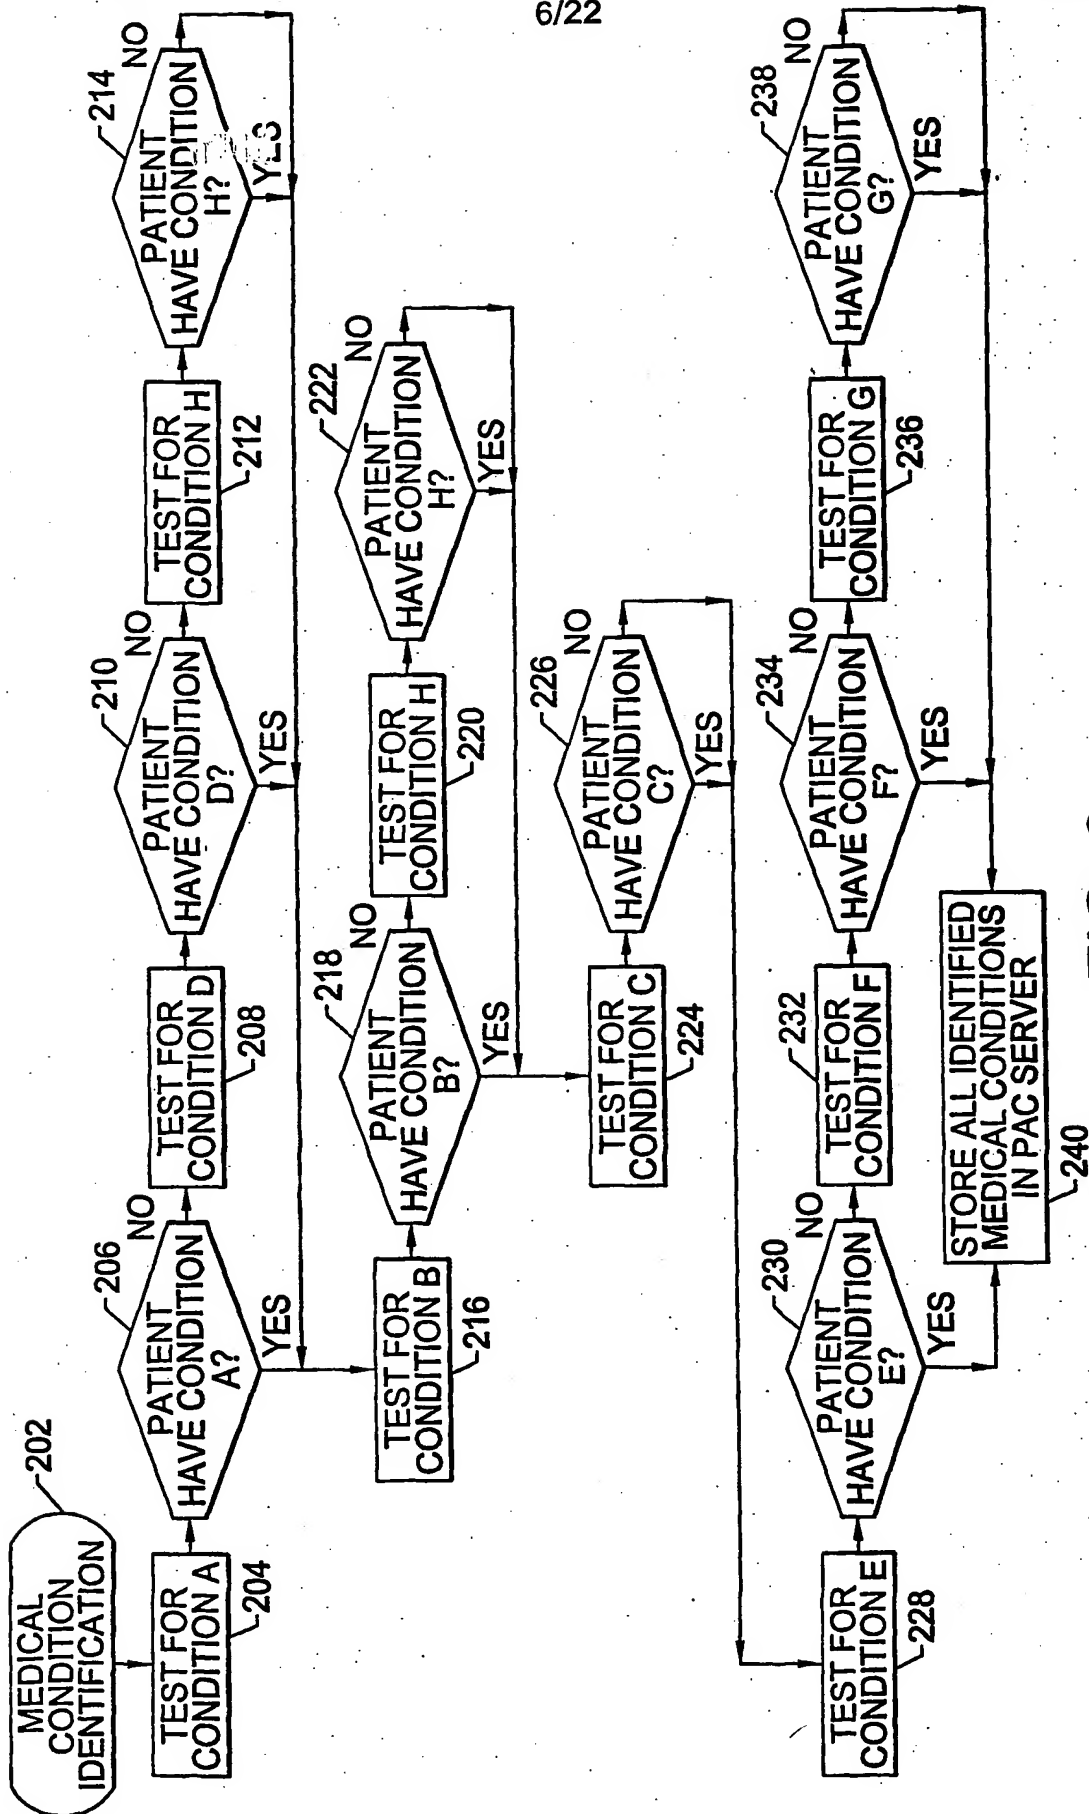 6/22
MEDICAL
CONDITION
IDENTIFICATION
202
TEST FOR
CONDITION A
204
PATIENT
HAVE CONDITION
A?
206
NO
YES
TEST FOR
CONDITION D
208
PATIENT
HAVE CONDITION
D?
210
NO
YES
TEST FOR
CONDITION H
212
PATIENT
HAVE CONDITION
H?
214
NO
YES
TEST FOR
CONDITION B
216
PATIENT
HAVE CONDITION
B?
218
NO
YES
TEST FOR
CONDITION H
220
PATIENT
HAVE CONDITION
H?
222
NO
YES
TEST FOR
CONDITION C
224
PATIENT
HAVE CONDITION
C?
226
NO
YES
TEST FOR
CONDITION E
228
PATIENT
HAVE CONDITION
E?
230
NO
YES
TEST FOR
CONDITION F
232
PATIENT
HAVE CONDITION
F?
234
NO
YES
TEST FOR
CONDITION G
236
PATIENT
HAVE CONDITION
G?
238
NO
YES
STORE ALL IDENTIFIED
MEDICAL CONDITIONS
IN PAC SERVER
240